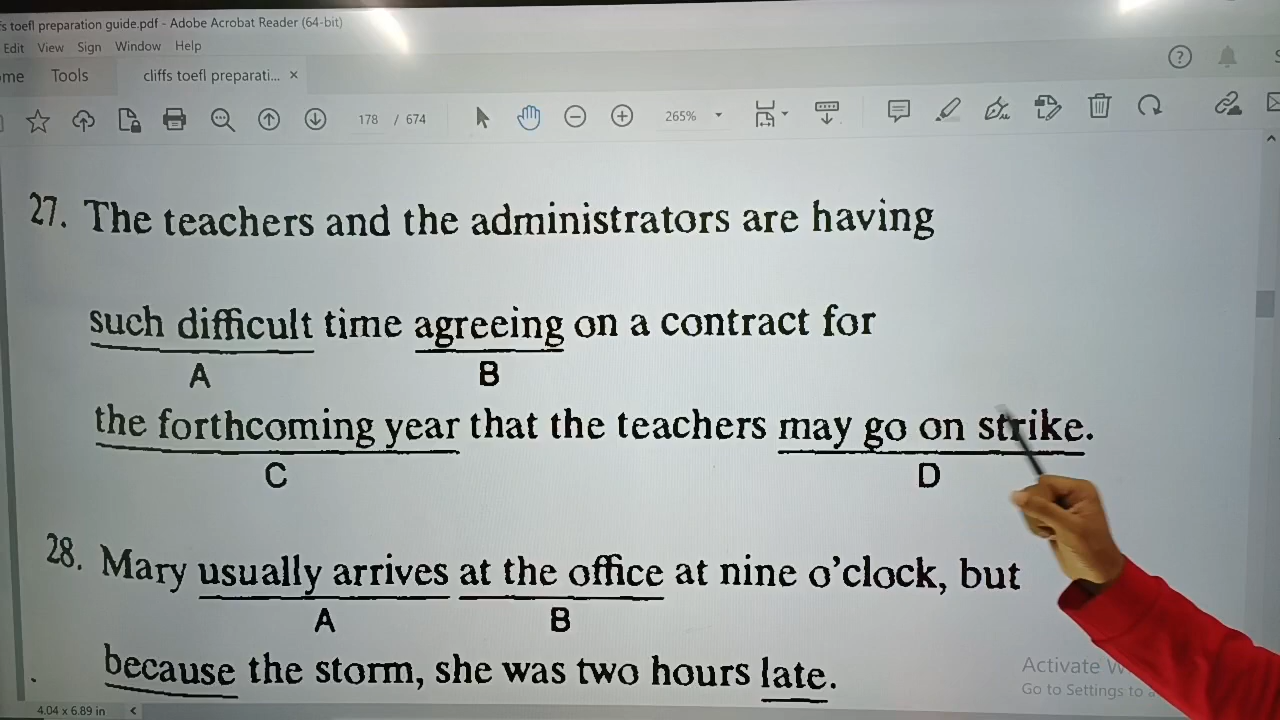 fs toefl preparation guide.pdf - Adobe Acrobat Reader (64-bit)
Edit View Sign Window Help
me Tools cliffs toefl preparati... ×
178 / 674 265%
27. The teachers and the administrators are having
such difficult time agreeing on a contract for
A B
the forthcoming year that the teachers may go on strike.
C D
28. Mary usually arrives at the office at nine o'clock, but
A B
because the storm, she was two hours late.
Activate
Go to Settings to
4.04 x 6.89 in